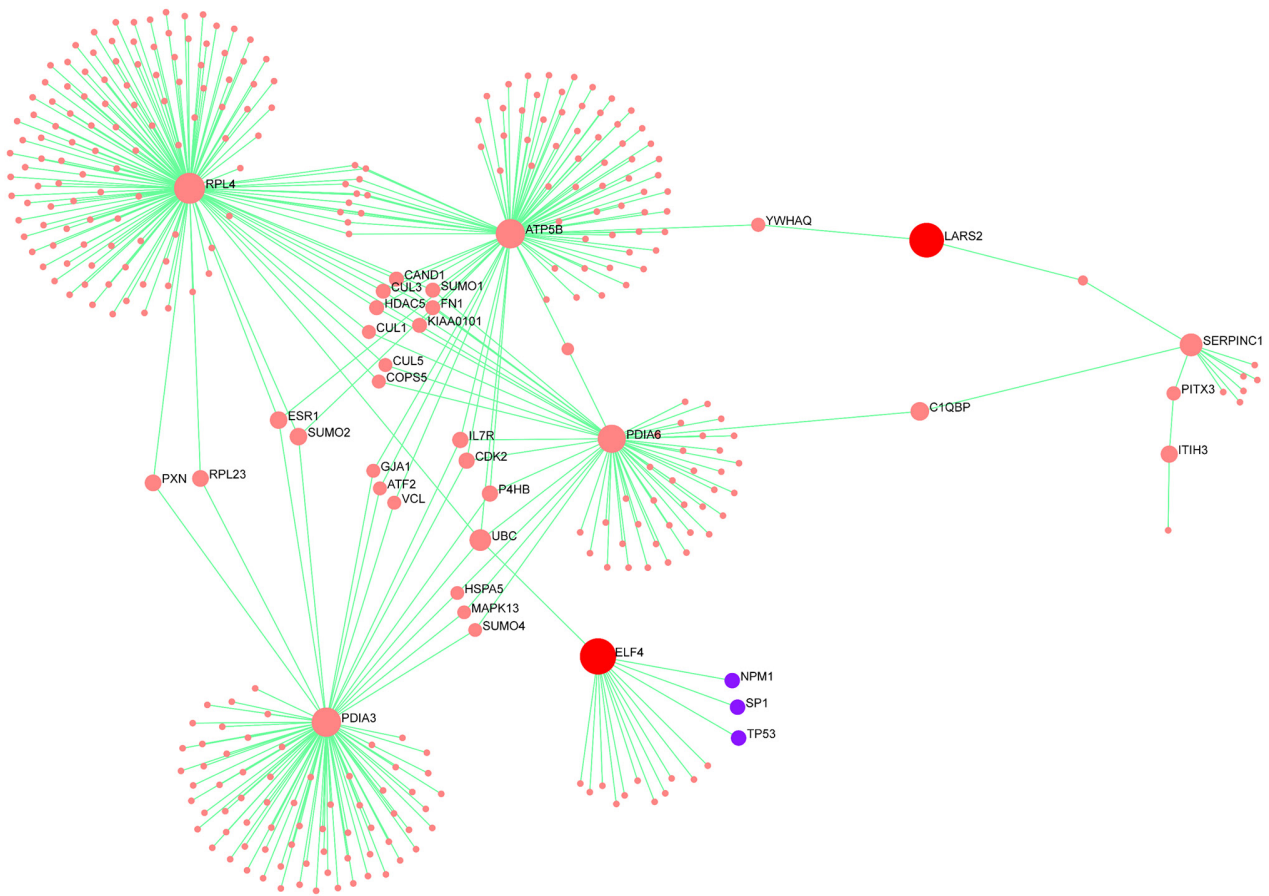 RPL4
ATP5B
YWHAQ
LARS2
CAND1
CUL3
SUMO1
HDAC5
FN1
KIAA0101
CUL1
SERPINC1
CUL5
COPS5
PITX3
C1QBP
ESR1
SUMO2
IL7R
PDIA6
CDK2
ITIH3
PXN
RPL23
GJA1
ATF2
VCL
P4HB
UBC
HSPA5
MAPK13
SUMO4
ELF4
NPM1
SP1
TP53
PDIA3